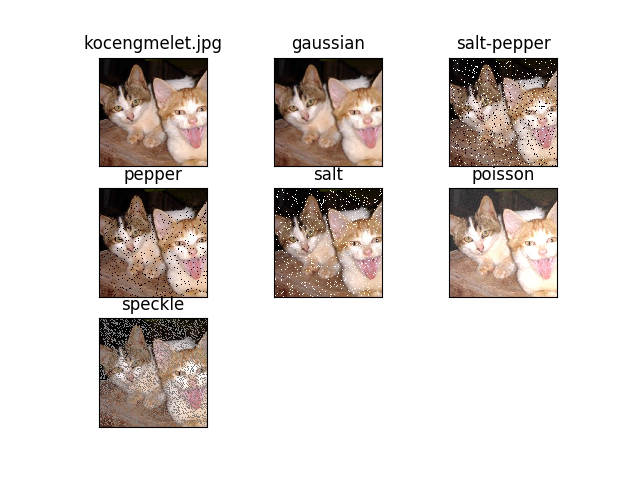 kocengmelet.jpg
gaussian
salt-pepper
pepper
salt
poisson
speckle